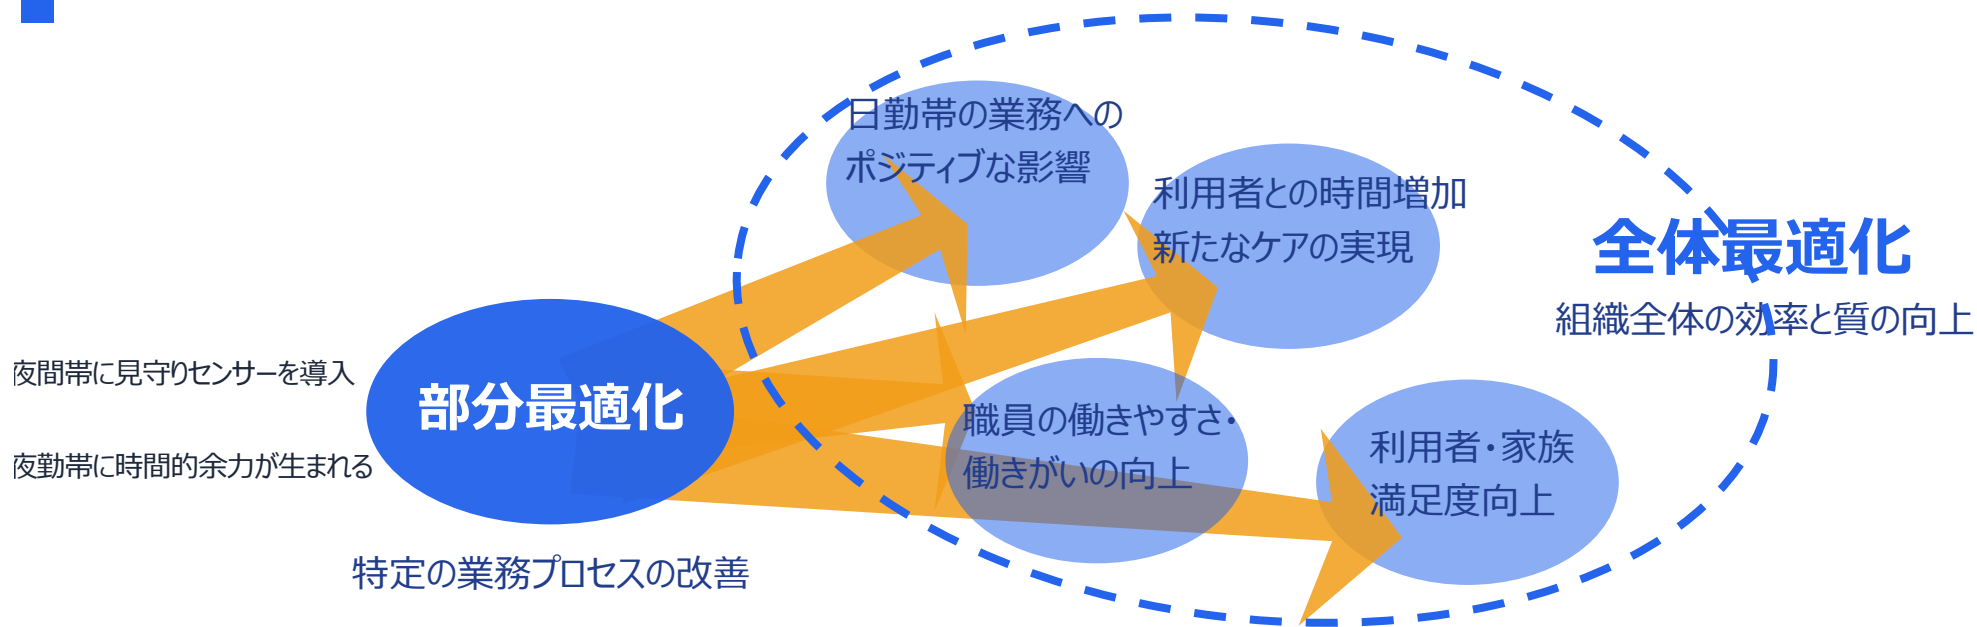 日勤帯の業務への
ポジティブな影響
利用者との時間増加
新たなケアの実現
全体最適化
組織全体の効率と質の向上
夜間帯に見守りセンサーを導入
部分最適化
夜勤帯に時間的余力が生まれる
職員の働きやすさ・
働きがいの向上
利用者・家族
満足度向上
特定の業務プロセスの改善